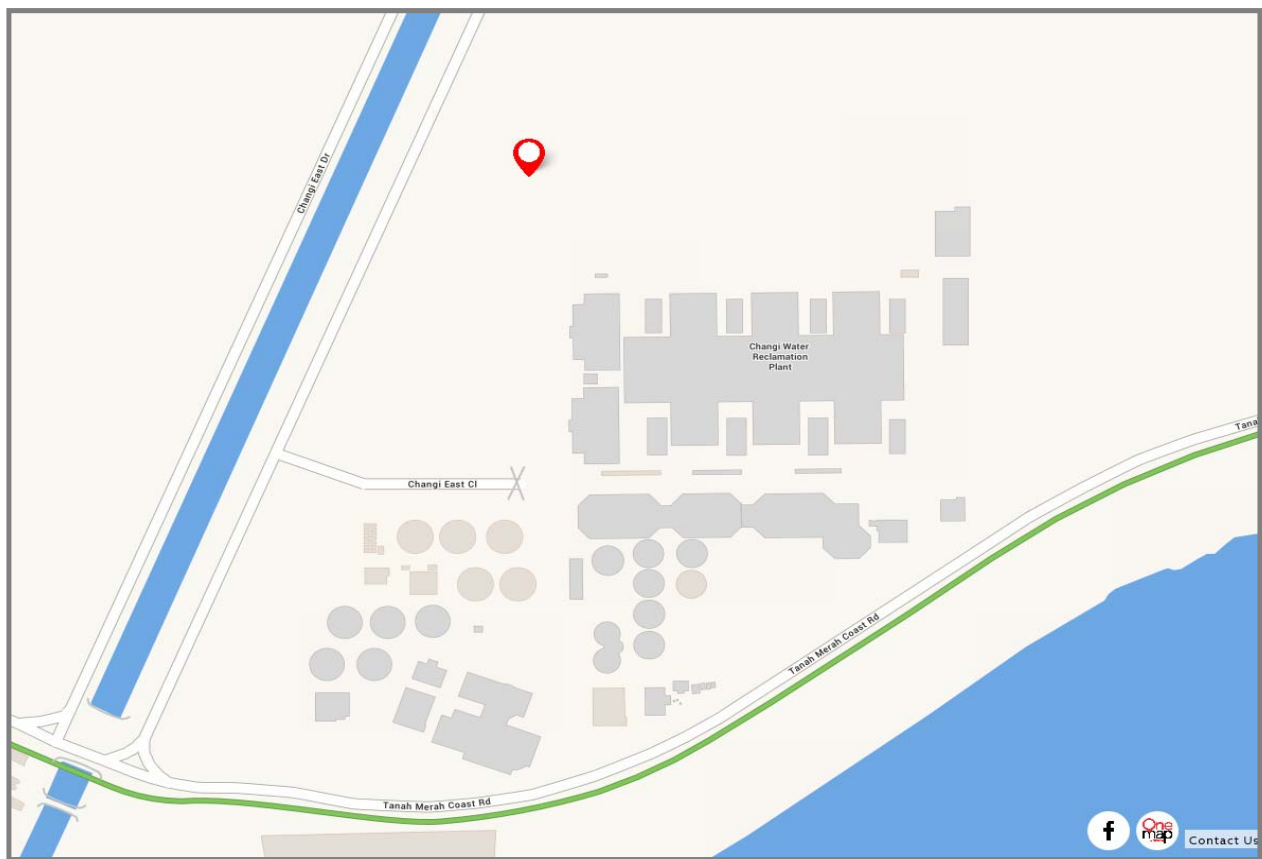 Changi East Dr
Changi Water
Reclamation
Plant
Tana
Changi East Cl
Tanah Merah Coast Rd
Tanah Merah Coast Rd
f
One
map
Contact Us